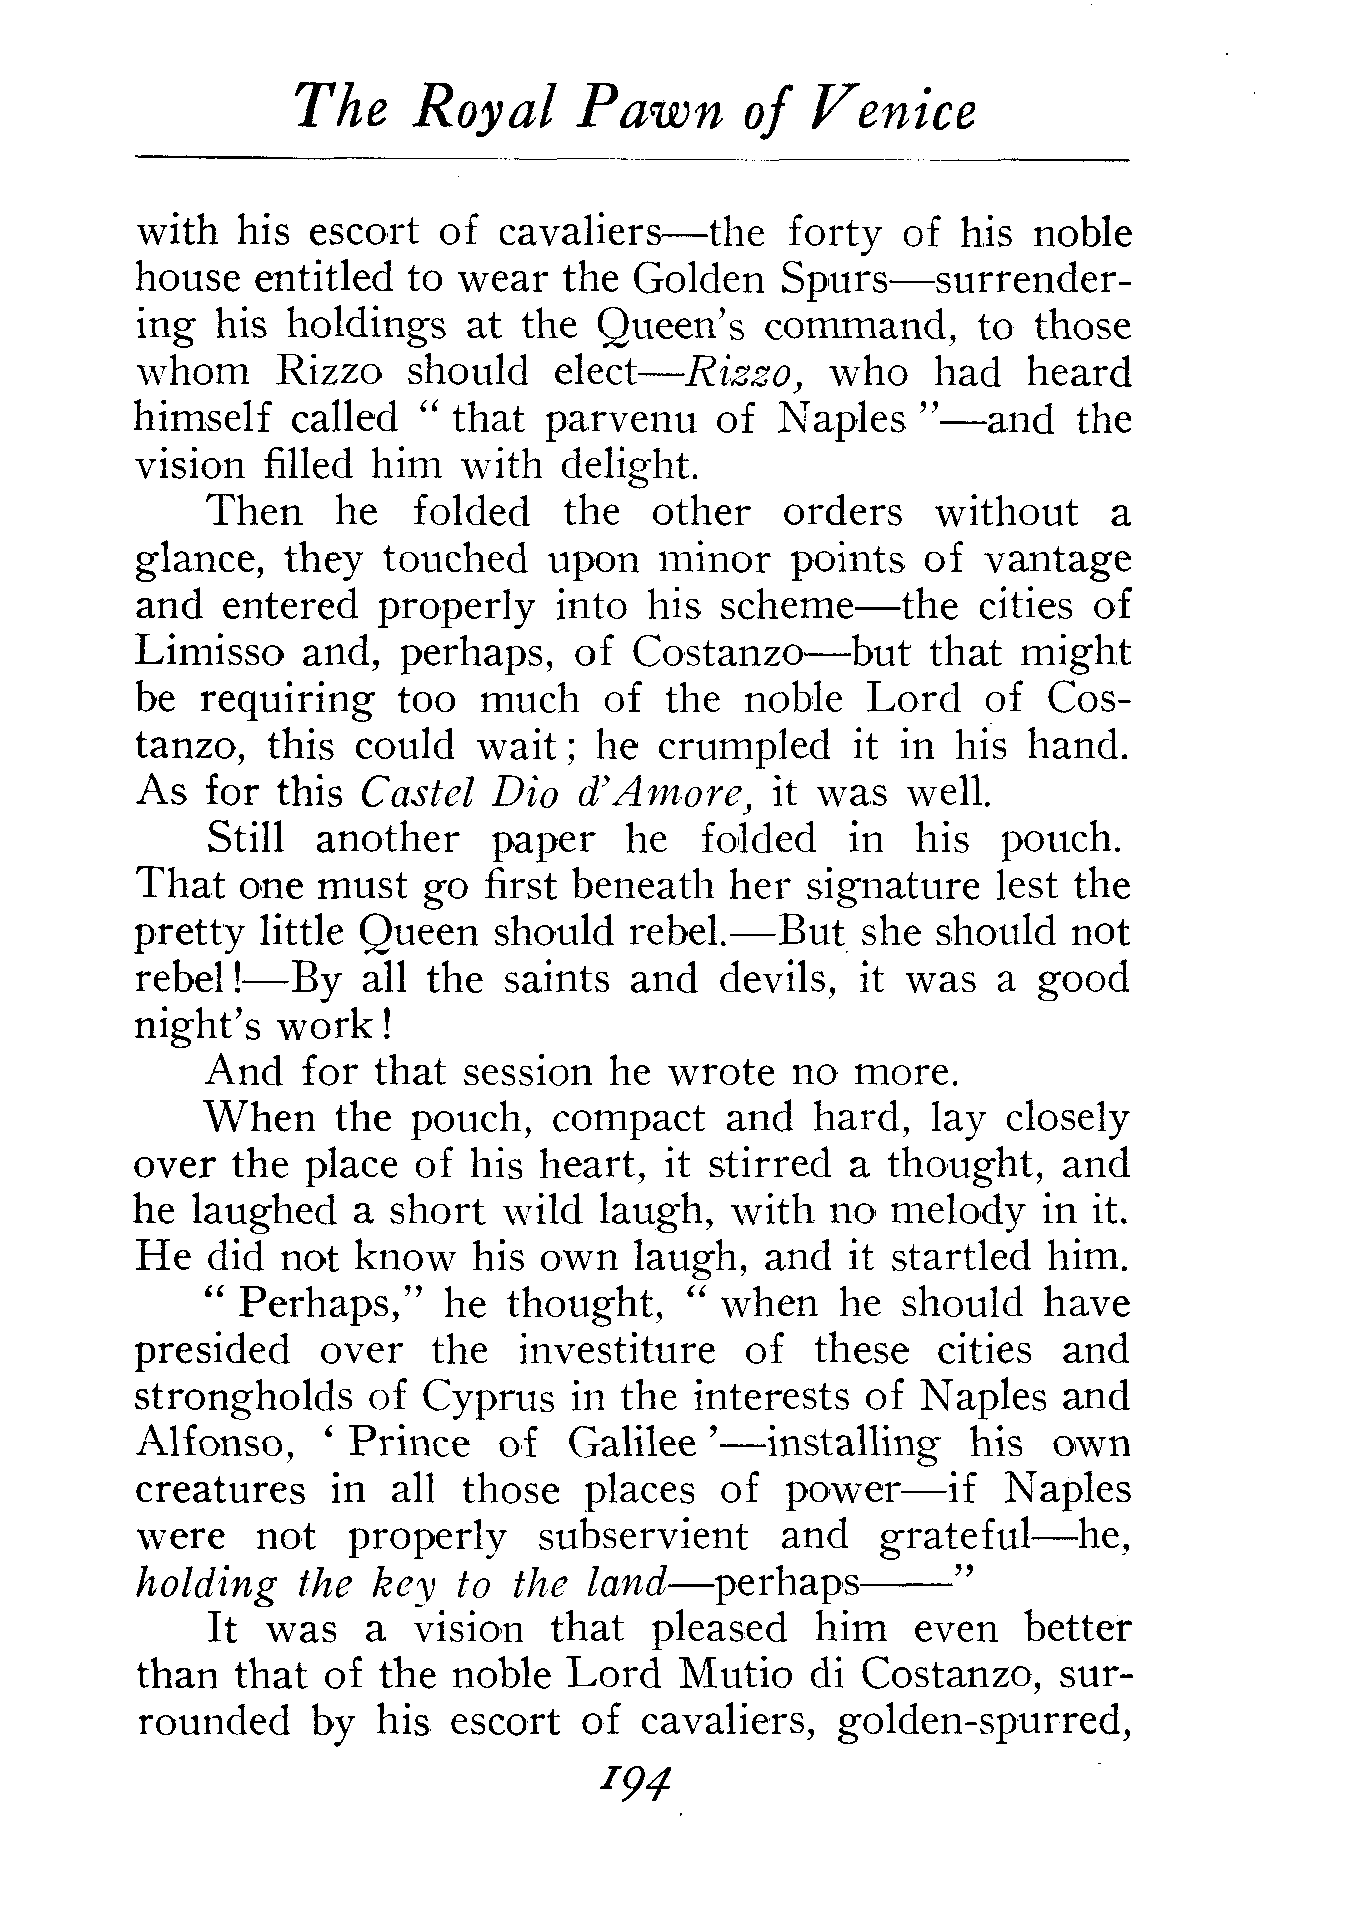 The Royal Pawn of Venice
with his escort of cavaliers—the forty of his noble
house entitled to wear the Golden Spurs—surrender-
ing his holdings at the Queen's command, to those
whom Rizzo should elect—Rizzo, who had heard
himself called " that parvenu of Naples "—and the
vision filled him with delight.
Then he folded the other orders without a
glance, they touched upon minor points of vantage
and entered properly into his scheme—the cities of
Limisso and, perhaps, of Costanzo—but that might
be requiring too much of the noble Lord of Cos-
tanzo, this could wait ; he crumpled it in his hand.
As for this Castel Dio d'Amore, it was well.
Still another paper he folded in his pouch.
That one must go first beneath her signature lest the
pretty little Queen should rebel.—But she should not
rebel !—By all the saints and devils, it was a good
night's work !
And for that session he wrote no more.
When the pouch, compact and hard, lay closely
over the place of his heart, it stirred a thought, and
he laughed a short wild laugh, with no melody in it.
He did not know his own laugh, and it startled him.
" Perhaps," he thought, " when he should have
presided over the investiture of these cities and
strongholds of Cyprus in the interests of Naples and
Alfonso, ' Prince of Galilee '—installing his own
creatures in all those places of power—if Naples
were not properly subservient and grateful—he,
holding the key to the land—perhaps——"
It was a vision that pleased him even better
than that of the noble Lord Mutio di Costanzo, sur-
rounded by his escort of cavaliers, golden-spurred,
194